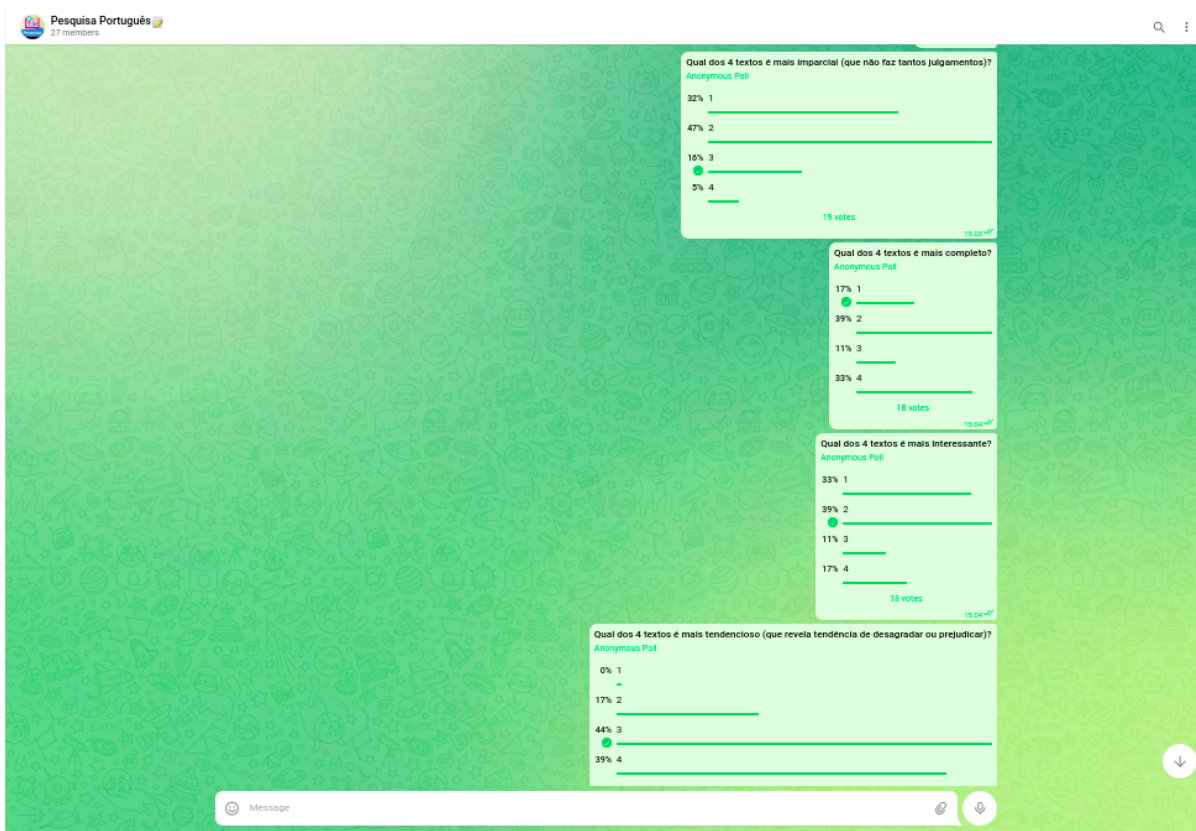 Pesquisa Português📝
27 members
Qual dos 4 textos é mais imparcial (que não faz tantos julgamentos)?
Anonymous Poll
32% 1
47% 2
16% 3
5% 4
19 votes
15:03
Qual dos 4 textos é mais completo?
Anonymous Poll
17% 1
39% 2
11% 3
33% 4
18 votes
15:04
Qual dos 4 textos é mais interessante?
Anonymous Poll
33% 1
39% 2
11% 3
17% 4
18 votes
15:04
Qual dos 4 textos é mais tendencioso (que revela tendência de desagradar ou prejudicar)?
Anonymous Poll
0% 1
17% 2
44% 3
39% 4
Message